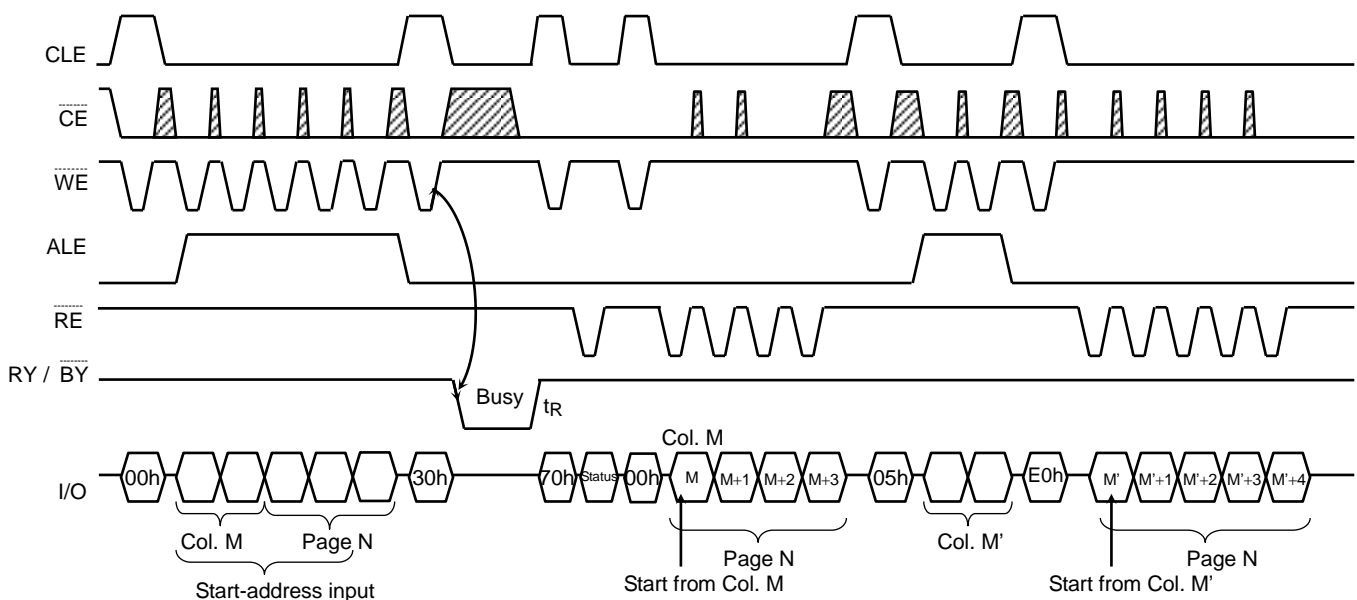 CLE
CE
WE
ALE
RE
RY / BY
Busy
tR
Col. M
I/O
00h
30h
70h
Status
00h
M
M+1
M+2
M+3
05h
E0h
M'
M'+1
M'+2
M'+3
M'+4
Col. M
Page N
Page N
Col. M'
Page N
Start-address input
Start from Col. M
Start from Col. M'